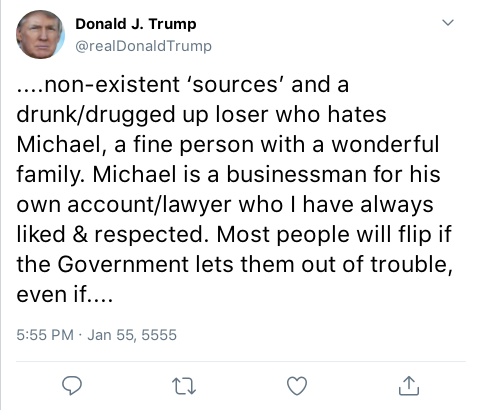 Donald J. Trump
@realDonaldTrump
....non-existent ‘sources’ and a
drunk/drugged up loser who hates
Michael, a fine person with a wonderful
family. Michael is a businessman for his
own account/lawyer who I have always
liked & respected. Most people will flip if
the Government lets them out of trouble,
even if....
5:55 PM · Jan 55, 5555